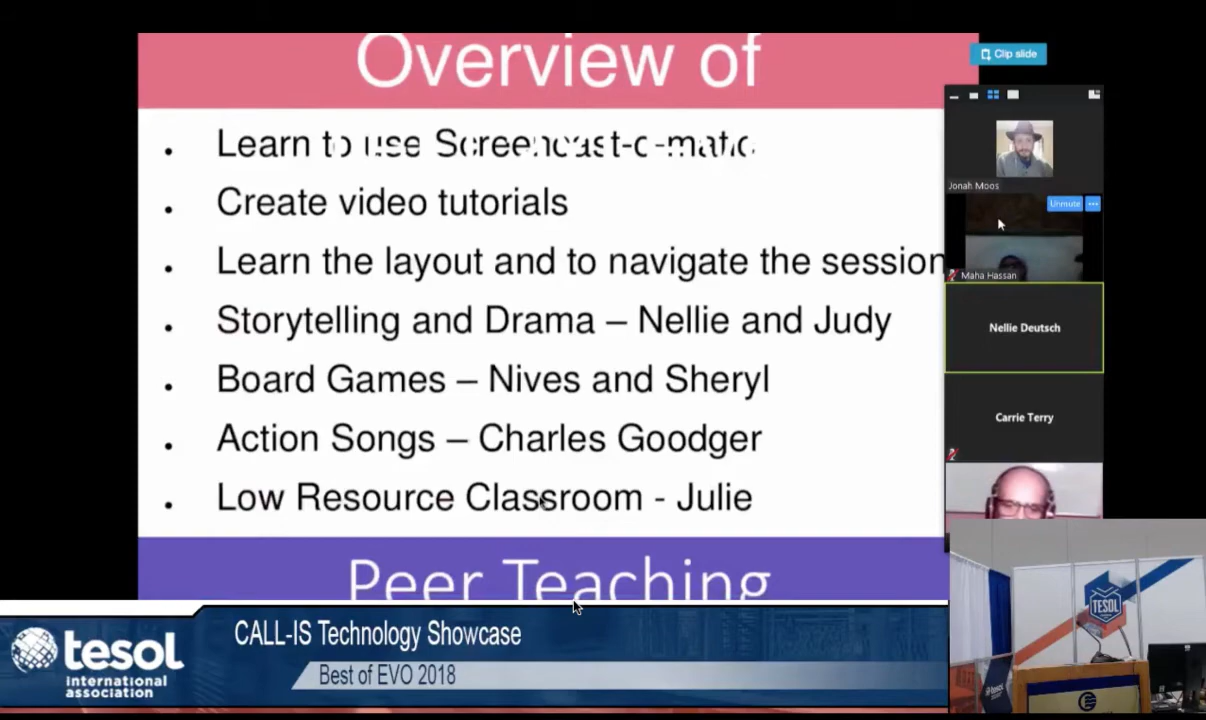 Overview of
Clip slide
. Learn to use Screencast-o-matic
. Create video tutorials
. Learn the layout and to navigate the session
. Storytelling and Drama – Nellie and Judy
. Board Games – Nives and Sheryl
. Action Songs – Charles Goodger
. Low Resource Classroom - Julie
Peer Teaching
Jonah Moos
Unmute
Maha Hassan
Nellie Deutsch
Carrie Terry
TESOL
tesol
international
association
CALL-IS Technology Showcase
Best of EVO 2018